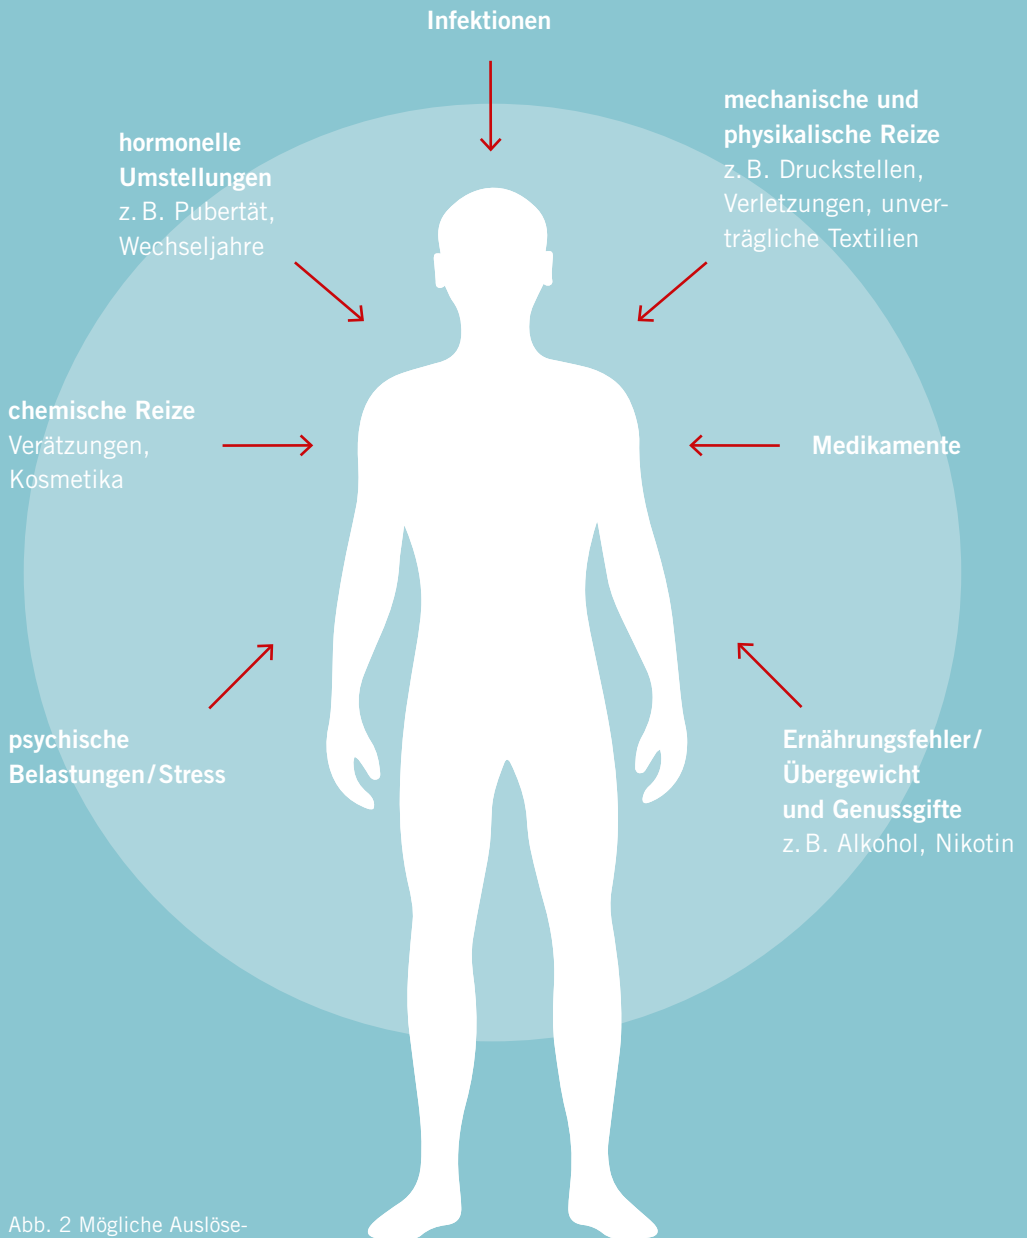 Infektionen
mechanische und
physikalische Reize
z. B. Druckstellen,
Verletzungen, unver-
trägliche Textilien
hormonelle
Umstellungen
z. B. Pubertät,
Wechseljahre
chemische Reize
Verätzungen,
Kosmetika
Medikamente
psychische
Belastungen/Stress
Ernährungsfehler/
Übergewicht
und Genussgifte
z. B. Alkohol, Nikotin
Abb. 2 Mögliche Auslöse-